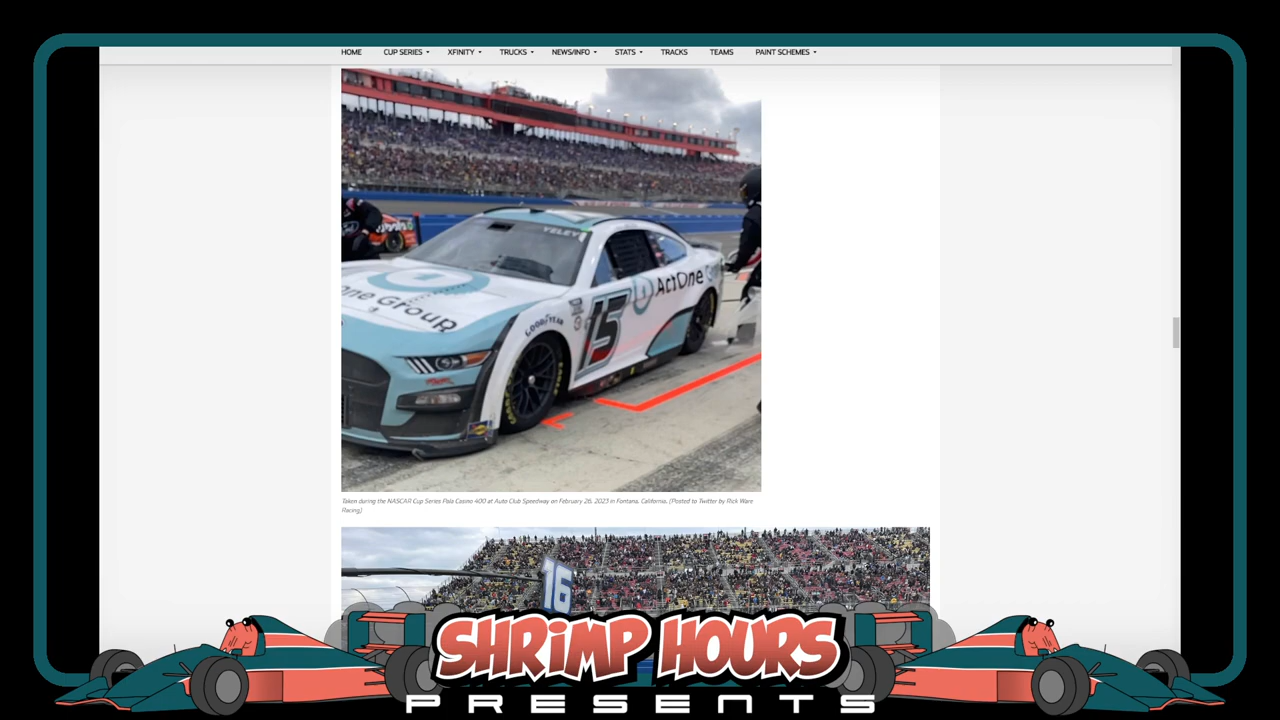 HOME CUP SERIES XFINITY TRUCKS NEWS/INFO STATS TRACKS TEAMS PAINT SCHEMES
YELEY
ActOne
ne Group
GOODYEAR
15
Taken during the NASCAR Cup Series Pala Casino 400 at Auto Club Speedway on February 26, 2023 in Fontana, California. (Posted to Twitter by Rick Ware
Racing)
16
SHRiMP HOURS
PRESENTS